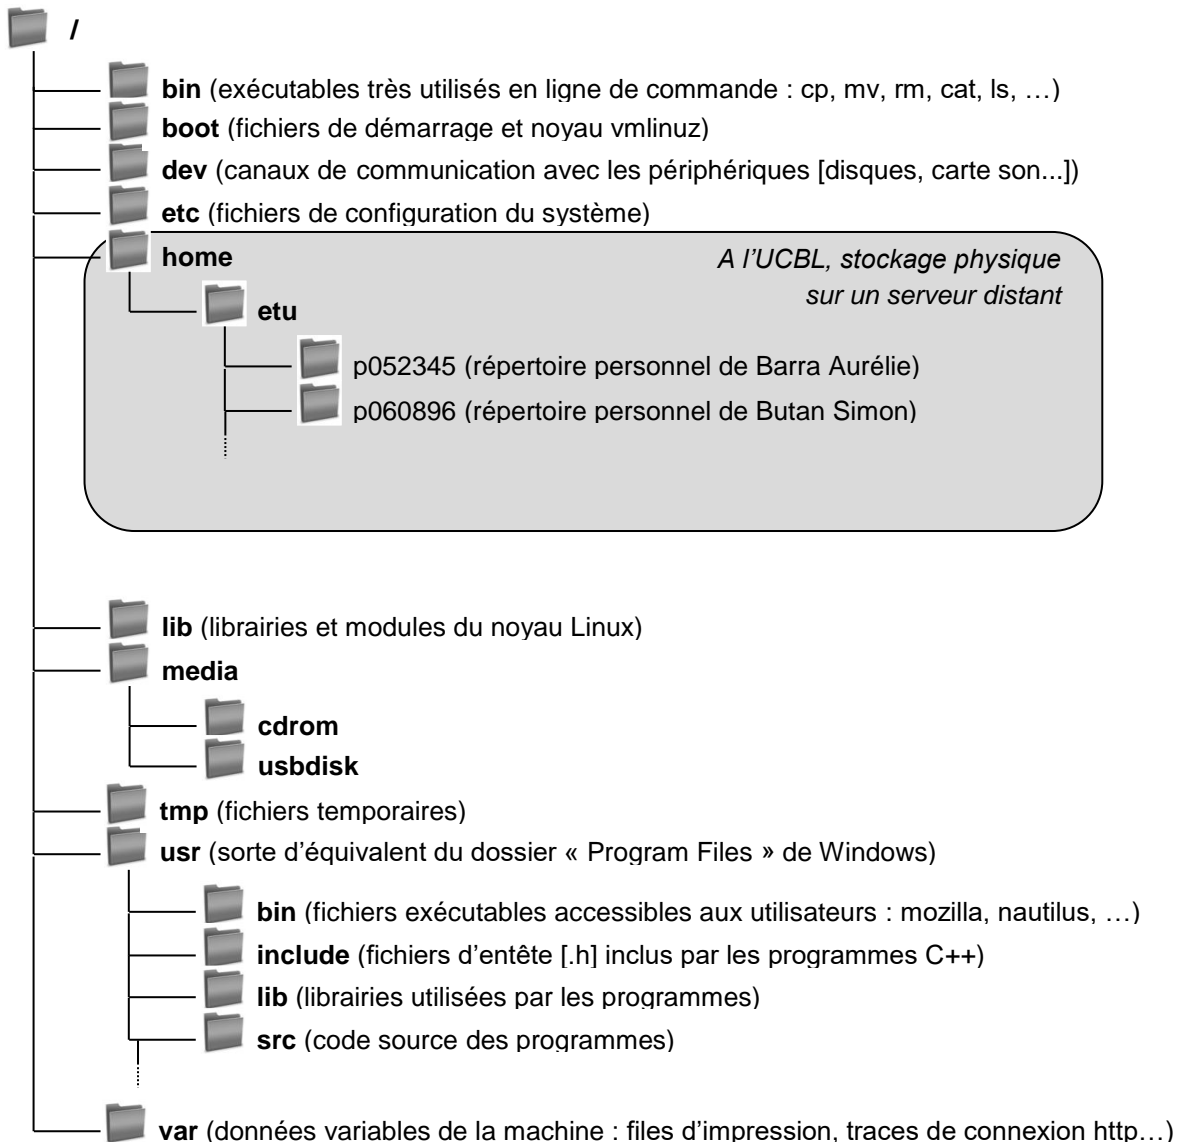 /
bin (exécutables très utilisés en ligne de commande : cp, mv, rm, cat, ls, …)
boot (fichiers de démarrage et noyau vmlinuz)
dev (canaux de communication avec les périphériques [disques, carte son...])
etc (fichiers de configuration du système)
home
A l’UCBL, stockage physique
sur un serveur distant
etu
p052345 (répertoire personnel de Barra Aurélie)
p060896 (répertoire personnel de Butan Simon)
lib (librairies et modules du noyau Linux)
media
cdrom
usbdisk
tmp (fichiers temporaires)
usr (sorte d’équivalent du dossier « Program Files » de Windows)
bin (fichiers exécutables accessibles aux utilisateurs : mozilla, nautilus, …)
include (fichiers d’entête [.h] inclus par les programmes C++)
lib (librairies utilisées par les programmes)
src (code source des programmes)
var (données variables de la machine : files d’impression, traces de connexion http…)